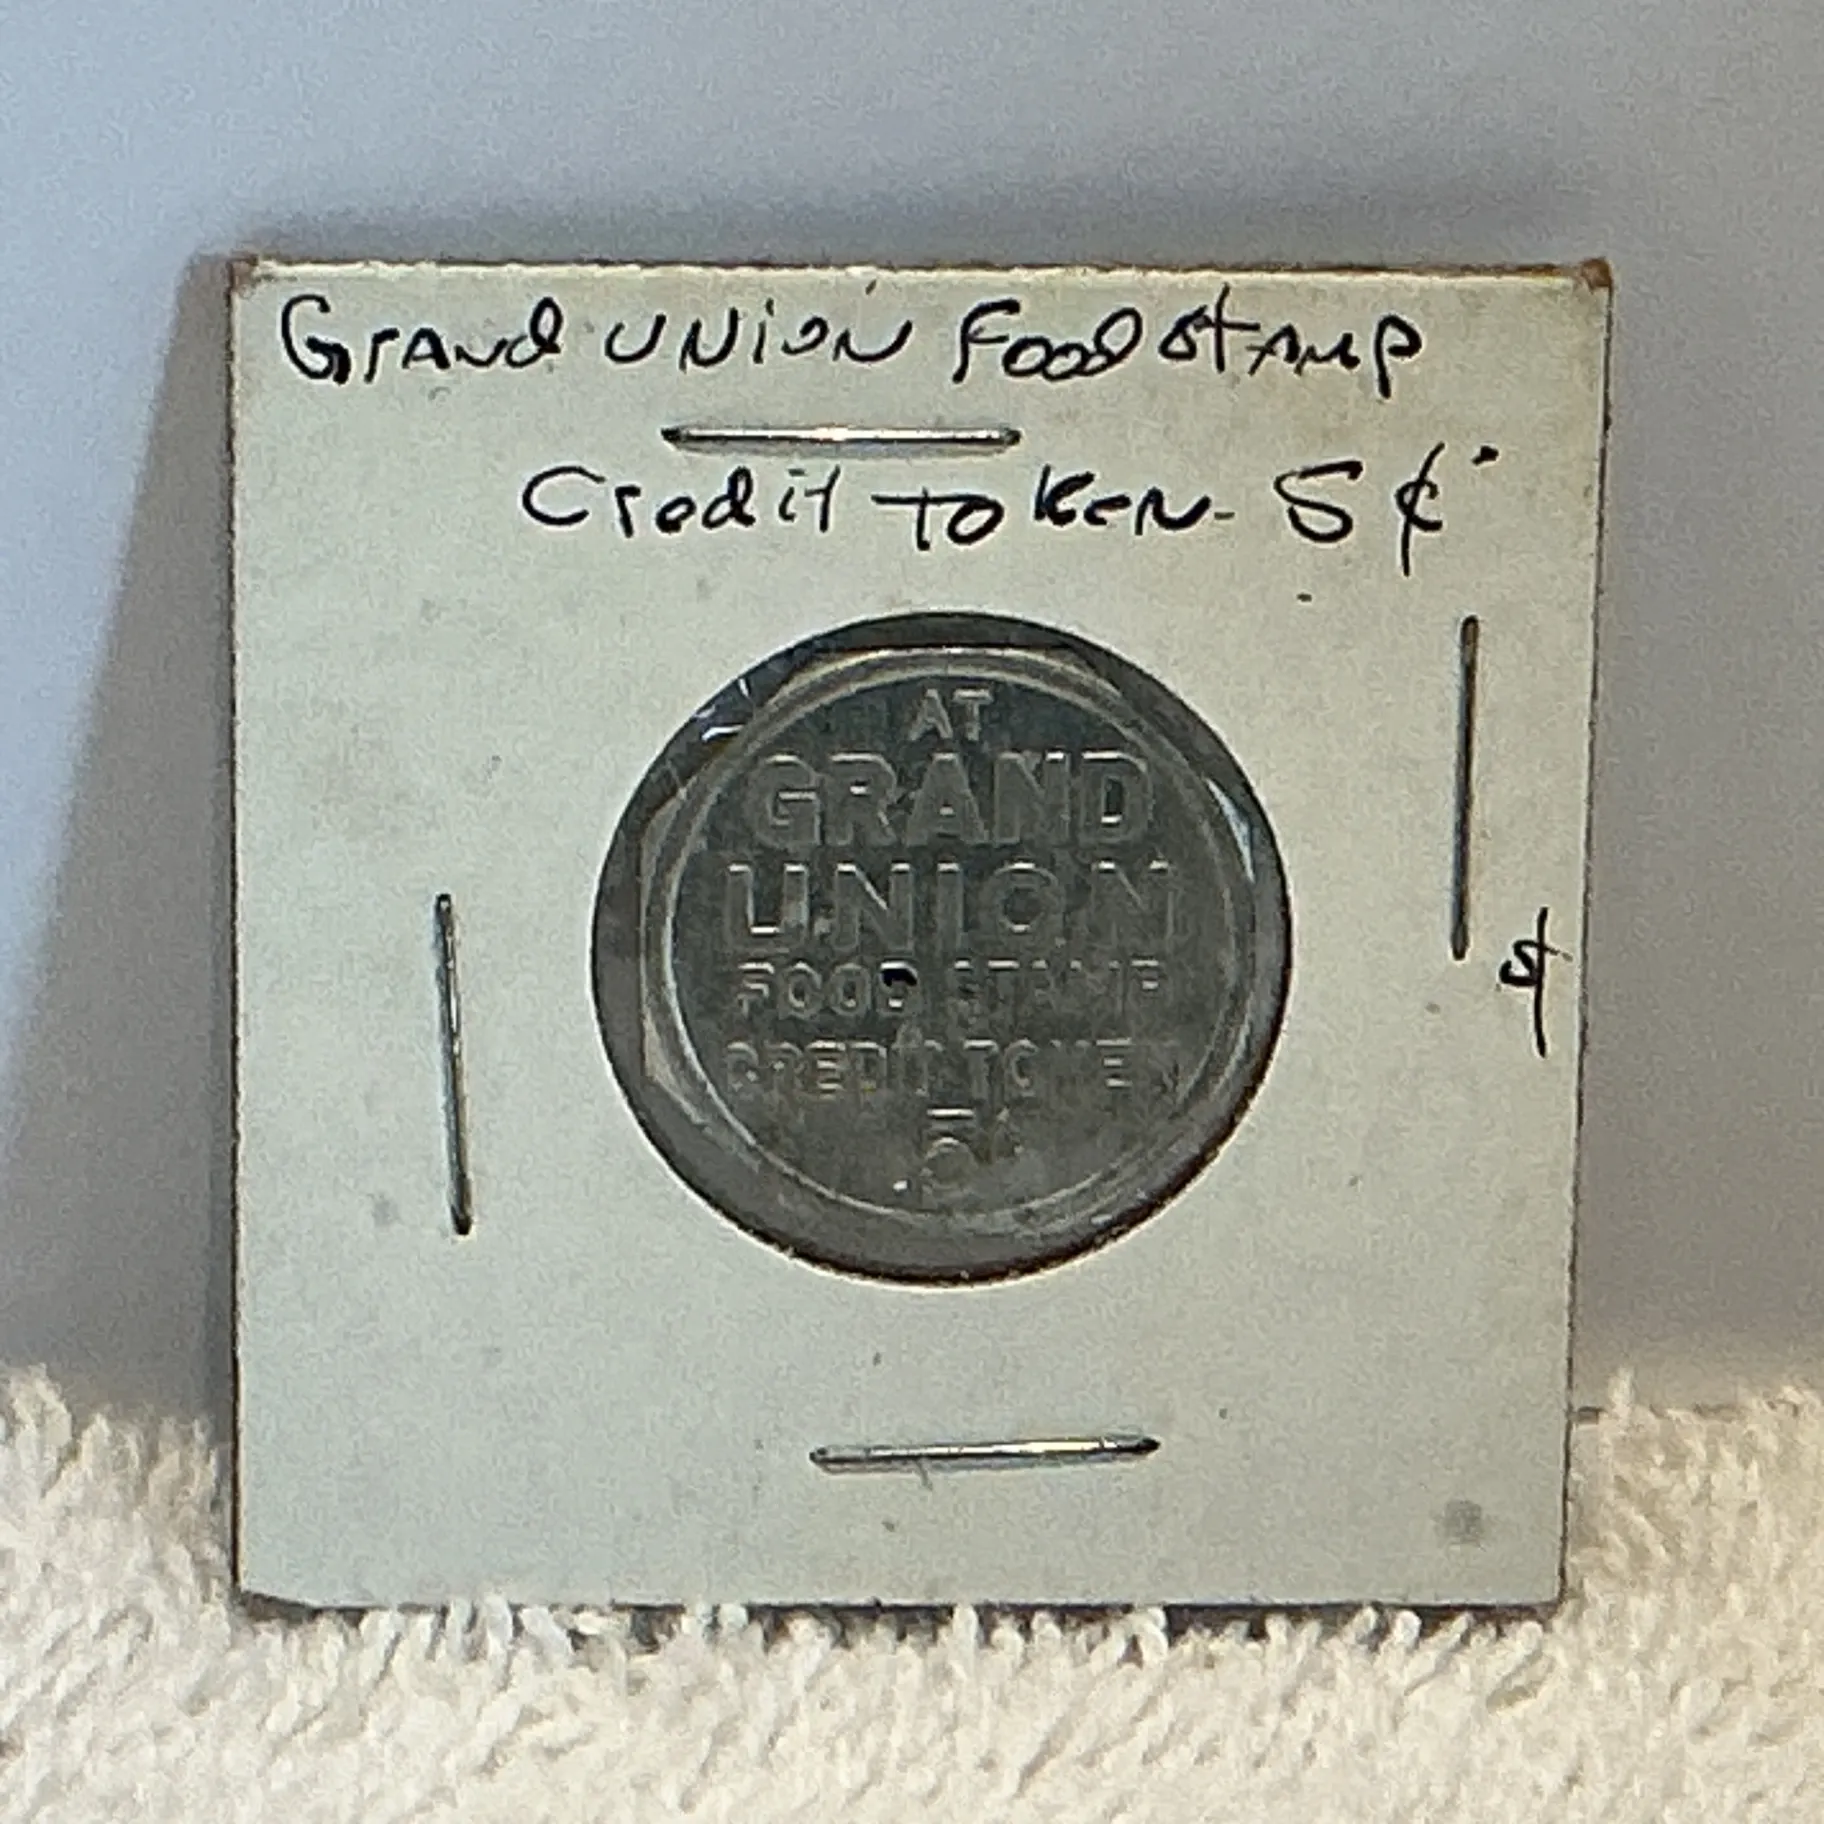 Grand Union Food Stamp
Credit Token - 5¢
AT
GRAND
UNION
FOOD STAMP
CREDIT TOKEN
5¢